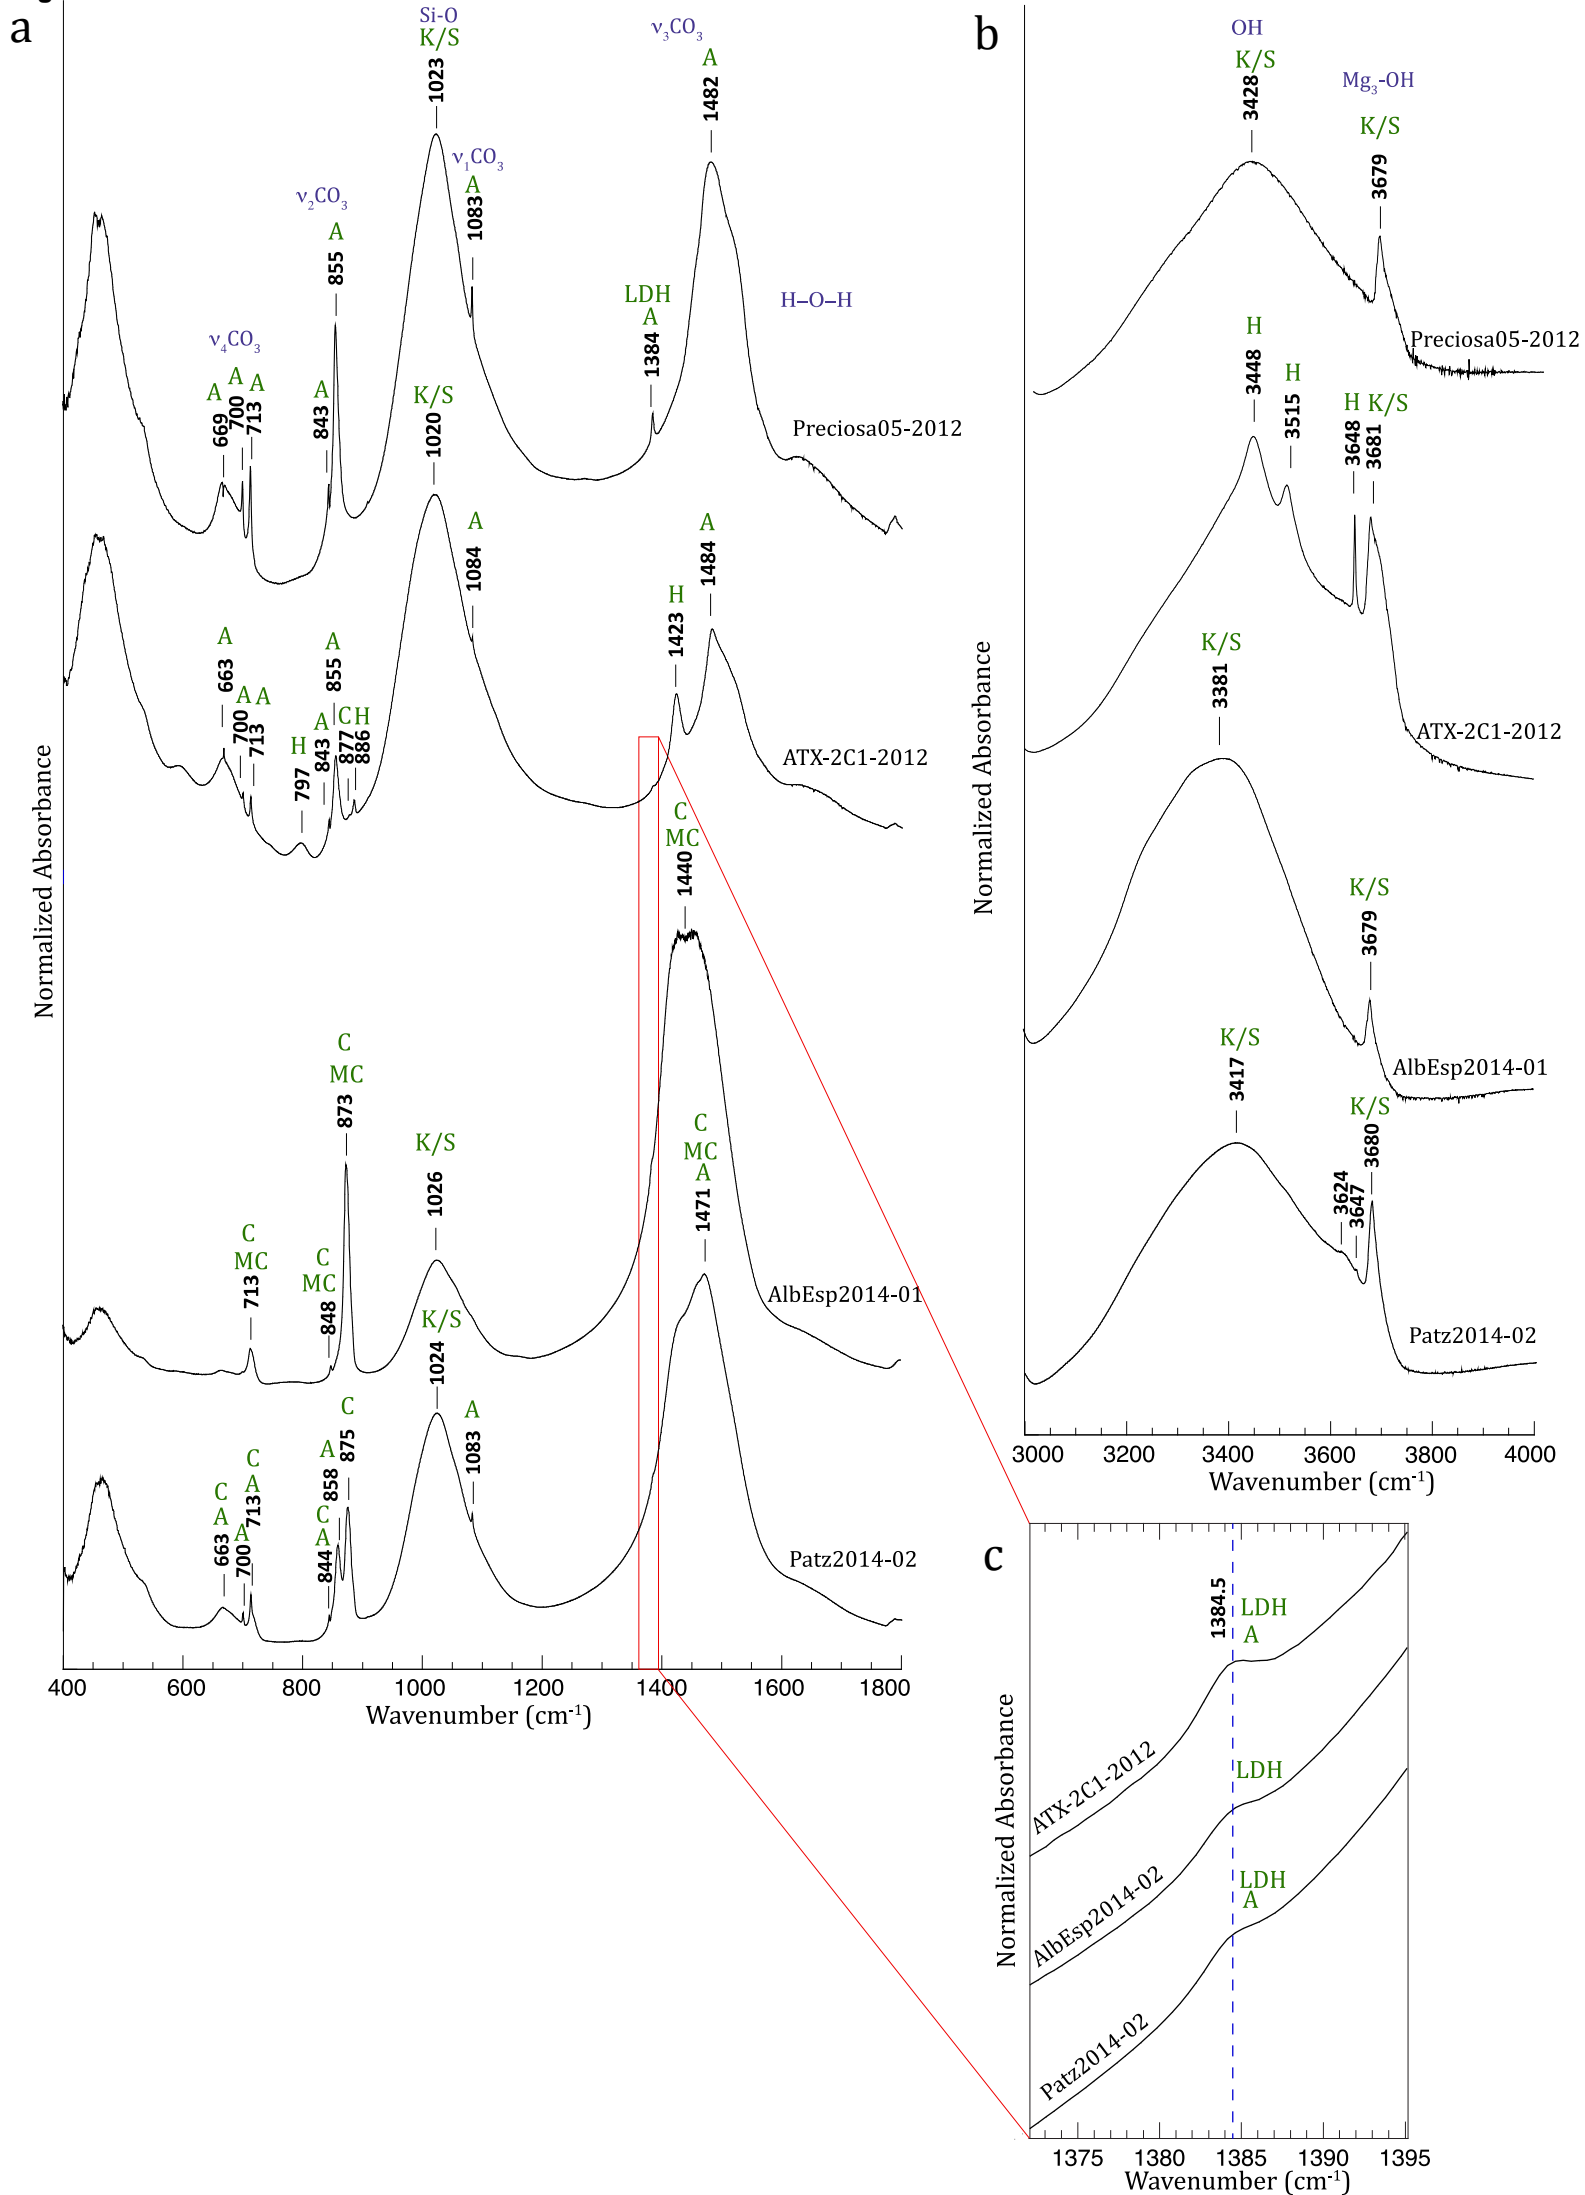 a
Si-O
K/S
1023
ν3CO3
A
1482
ν1CO3
A
1083
ν2CO3
A
855
LDH
A
1384
H–O–H
ν4CO3
A
669
A
700
A
713
A
843
Preciosa05-2012
K/S
1020
A
1084
A
1484
H
1423
A
663
A
700
A
713
H
797
A
843
A
855
C
877
H
886
ATX-2C1-2012
C
MC
1440
C
MC
873
C
MC
713
C
MC
848
K/S
1026
AlbEsp2014-01
C
MC
A
1471
K/S
1024
A
1083
C
A
663
A
700
C
A
713
C
A
844
A
858
C
875
Patz2014-02
Normalized Absorbance
400 600 800 1000 1200 1400 1600 1800
Wavenumber (cm-1)
b
OH
K/S
3428
Mg3-OH
K/S
3679
Preciosa05-2012
H
3448
H
3515
H
3648
K/S
3681
ATX-2C1-2012
K/S
3381
K/S
3679
AlbEsp2014-01
K/S
3417
3624
3647
K/S
3680
Patz2014-02
Normalized Absorbance
3000 3200 3400 3600 3800 4000
Wavenumber (cm-1)
c
1384.5
LDH
A
ATX-2C1-2012
LDH
AlbEsp2014-02
LDH
A
Patz2014-02
Normalized Absorbance
1375 1380 1385 1390 1395
Wavenumber (cm-1)